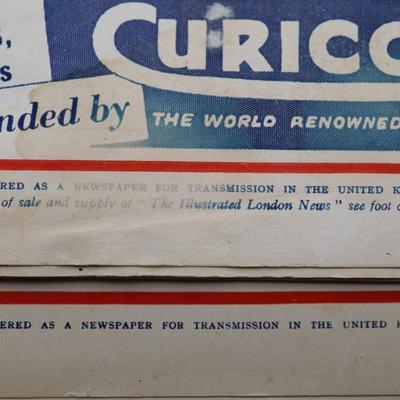 S
CURICO
nded by THE WORLD RENOWNED
ERED AS A NEWSPAPER FOR TRANSMISSION IN THE UNITED K
of sale and supply of "The Illustrated London News" see foot o
ERED AS A NEWSPAPER FOR TRANSMISSION IN THE UNITED K